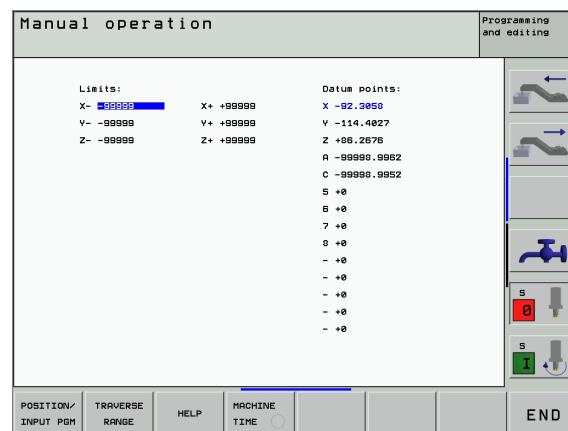 Manual operation
Programming
and editing
Limits:
X- -99999 X+ +99999
Y- -99999 Y+ +99999
Z- -99999 Z+ +99999
Datum points:
X -92.3058
Y -114.4027
Z +86.2676
A -99998.9962
C -99998.9952
5 +0
6 +0
7 +0
8 +0
- +0
- +0
- +0
- +0
- +0
S
0
S
I
POSITION/
INPUT PGM
TRAVERSE
RANGE
HELP
MACHINE
TIME
END